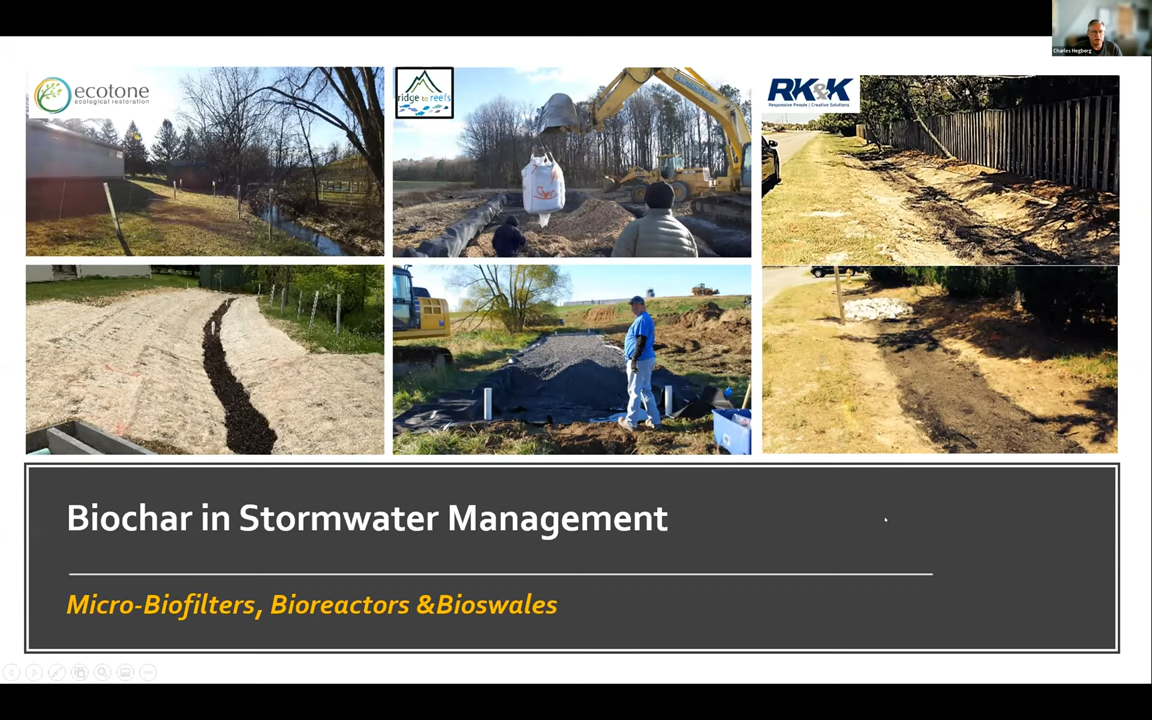 Charles Hegberg
ecotone
ecological restoration
ridge to reefs
RK&K
Responsive People | Creative Solutions
Biochar in Stormwater Management
Micro-Biofilters, Bioreactors &Bioswales